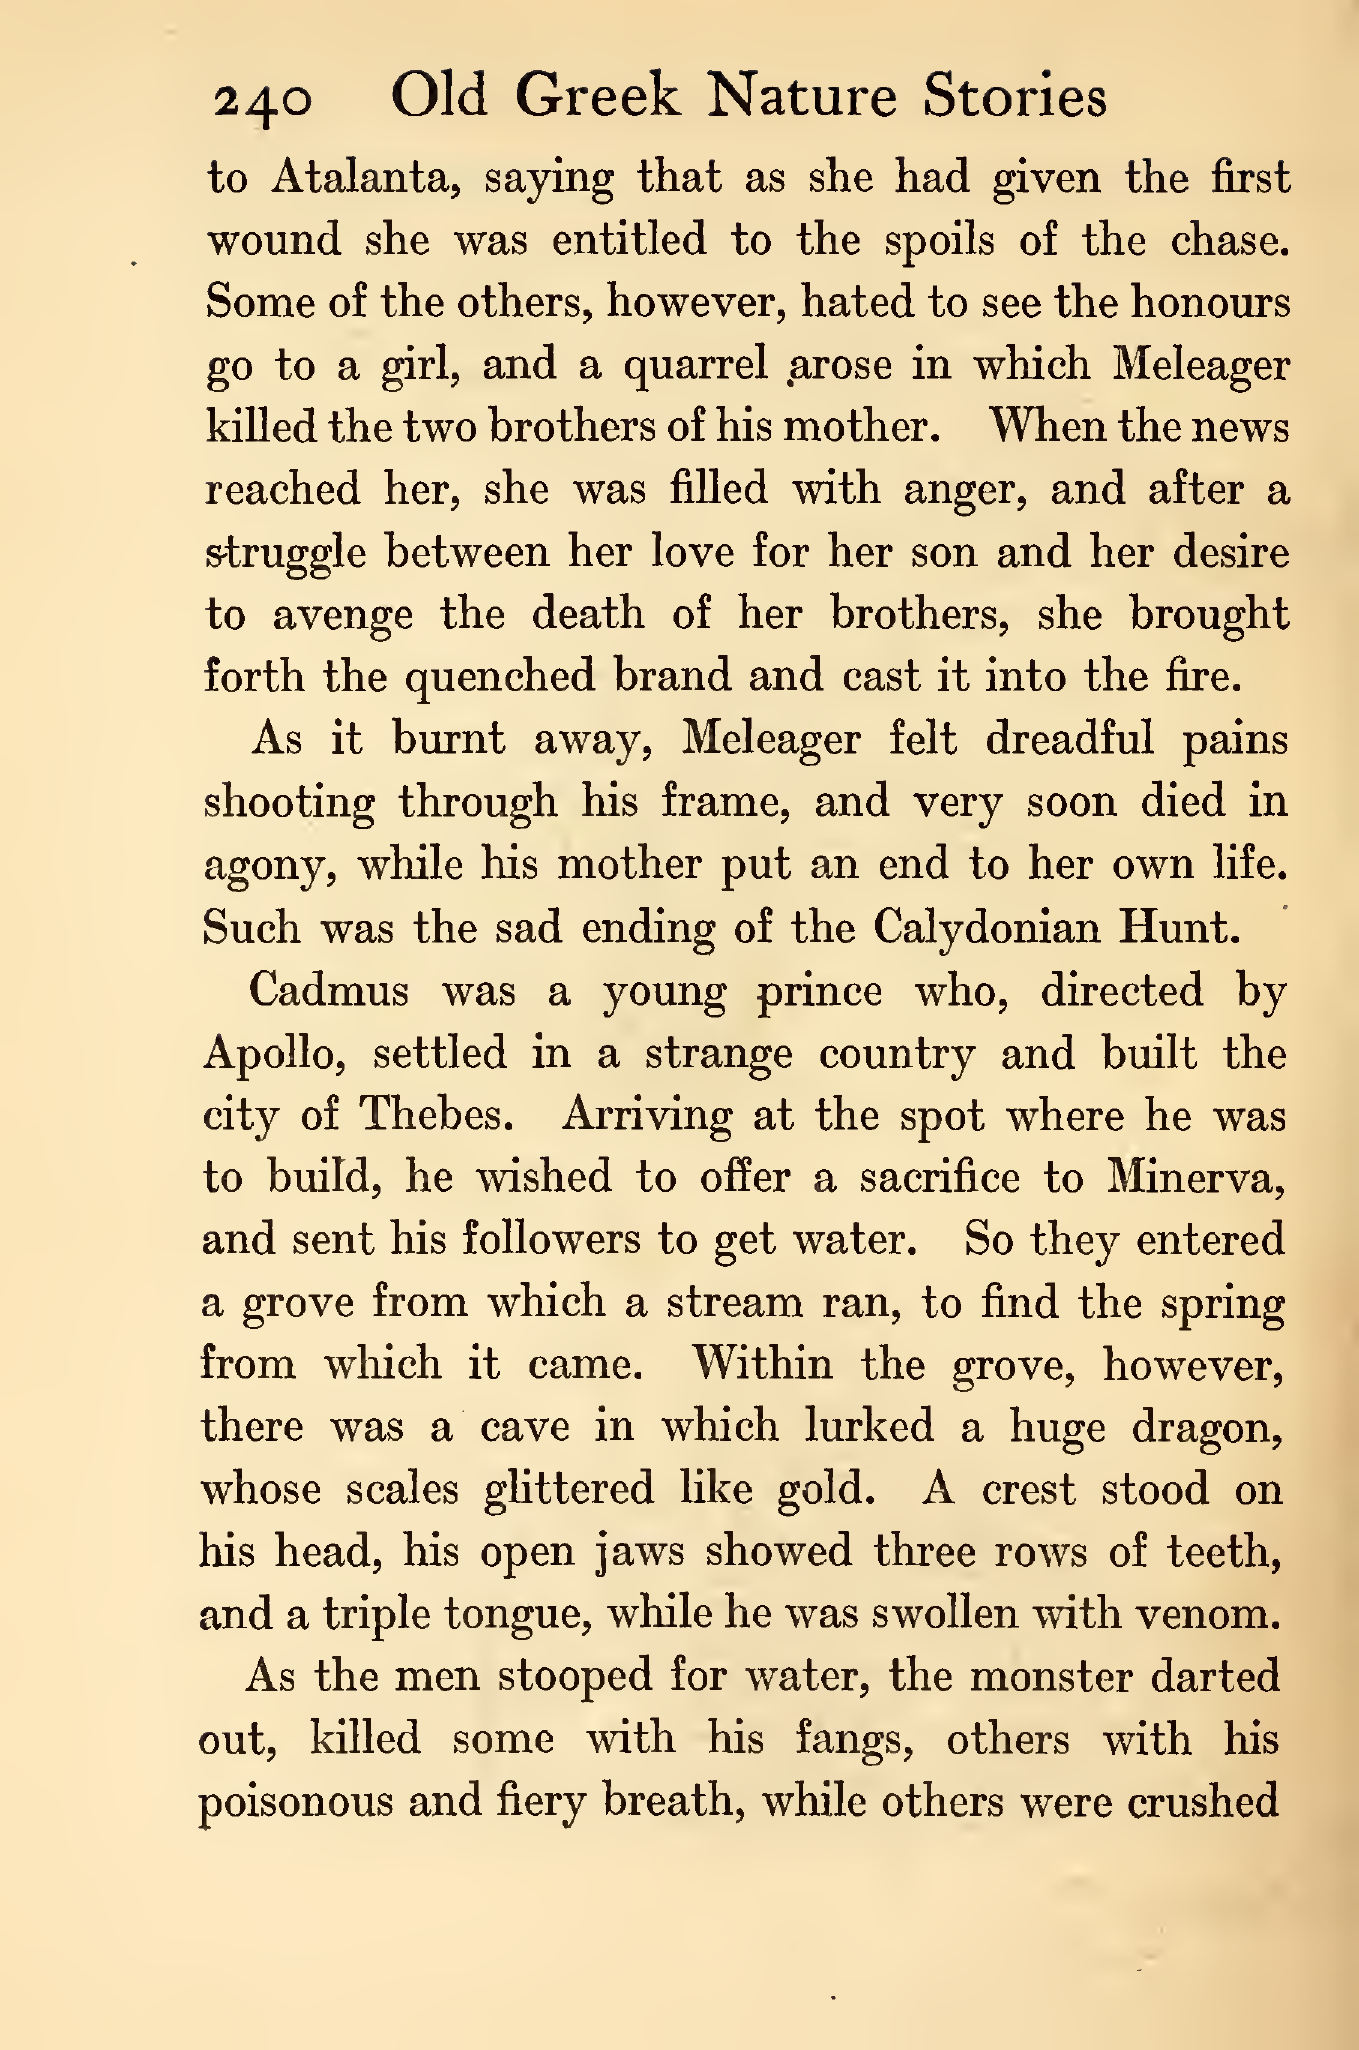 240 Old Greek Nature Stories
to Atalanta, saying that as she had given the first
wound she was entitled to the spoils of the chase.
Some of the others, however, hated to see the honours
go to a girl, and a quarrel arose in which Meleager
killed the two brothers of his mother. When the news
reached her, she was filled with anger, and after a
struggle between her love for her son and her desire
to avenge the death of her brothers, she brought
forth the quenched brand and cast it into the fire.
As it burnt away, Meleager felt dreadful pains
shooting through his frame, and very soon died in
agony, while his mother put an end to her own life.
Such was the sad ending of the Calydonian Hunt.
Cadmus was a young prince who, directed by
Apollo, settled in a strange country and built the
city of Thebes. Arriving at the spot where he was
to build, he wished to offer a sacrifice to Minerva,
and sent his followers to get water. So they entered
a grove from which a stream ran, to find the spring
from which it came. Within the grove, however,
there was a cave in which lurked a huge dragon,
whose scales glittered like gold. A crest stood on
his head, his open jaws showed three rows of teeth,
and a triple tongue, while he was swollen with venom.
As the men stooped for water, the monster darted
out, killed some with his fangs, others with his
poisonous and fiery breath, while others were crushed